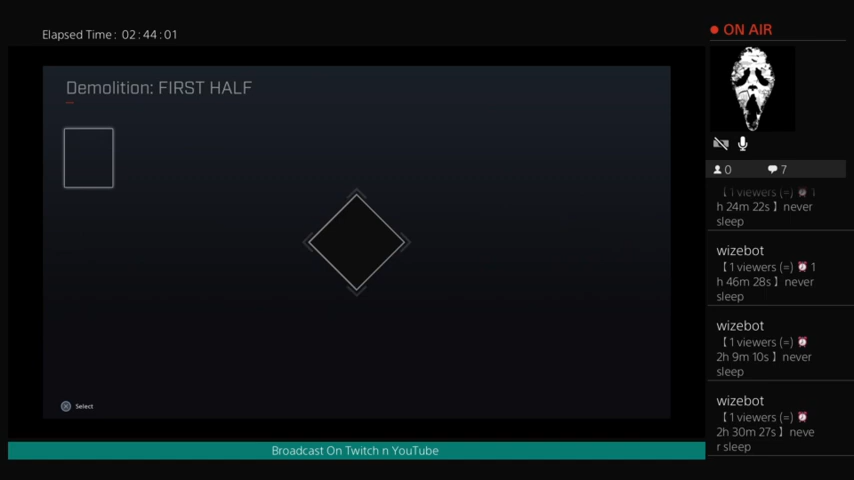 Elapsed Time: 02:44:01
ON AIR
Demolition: FIRST HALF
0 7
【1 viewers (=) ⏰ 1
h 24m 22s】never
sleep
wizebot
【1 viewers (=) ⏰ 1
h 46m 28s】never
sleep
wizebot
【1 viewers (=) ⏰
2h 9m 10s】never
sleep
wizebot
【1 viewers (=) ⏰
2h 30m 27s】neve
r sleep
Select
Broadcast On Twitch n YouTube